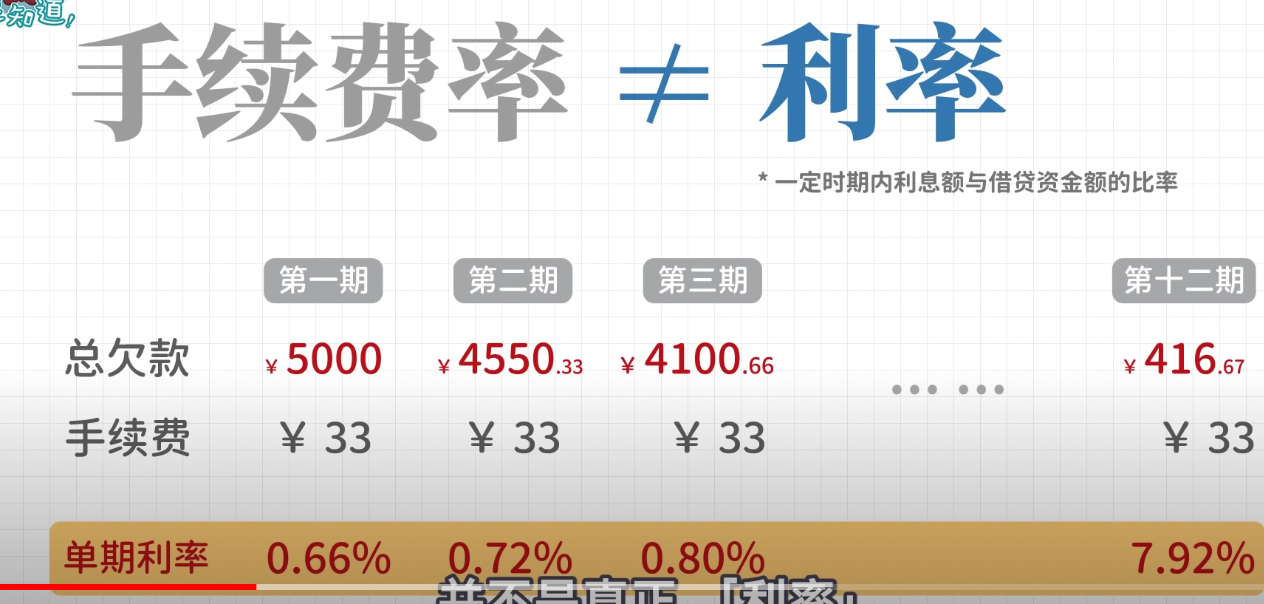 知道!
手续费率 ≠ 利率
* 一定时期内利息额与借贷资金额的比率
第一期 第二期 第三期 第十二期
总欠款 ¥5000 ¥4550.33 ¥4100.66 ¥416.67
...... 
手续费 ¥ 33 ¥ 33 ¥ 33 ¥ 33
单期利率 0.66% 0.72% 0.80% 7.92%
并不是真正「利率」